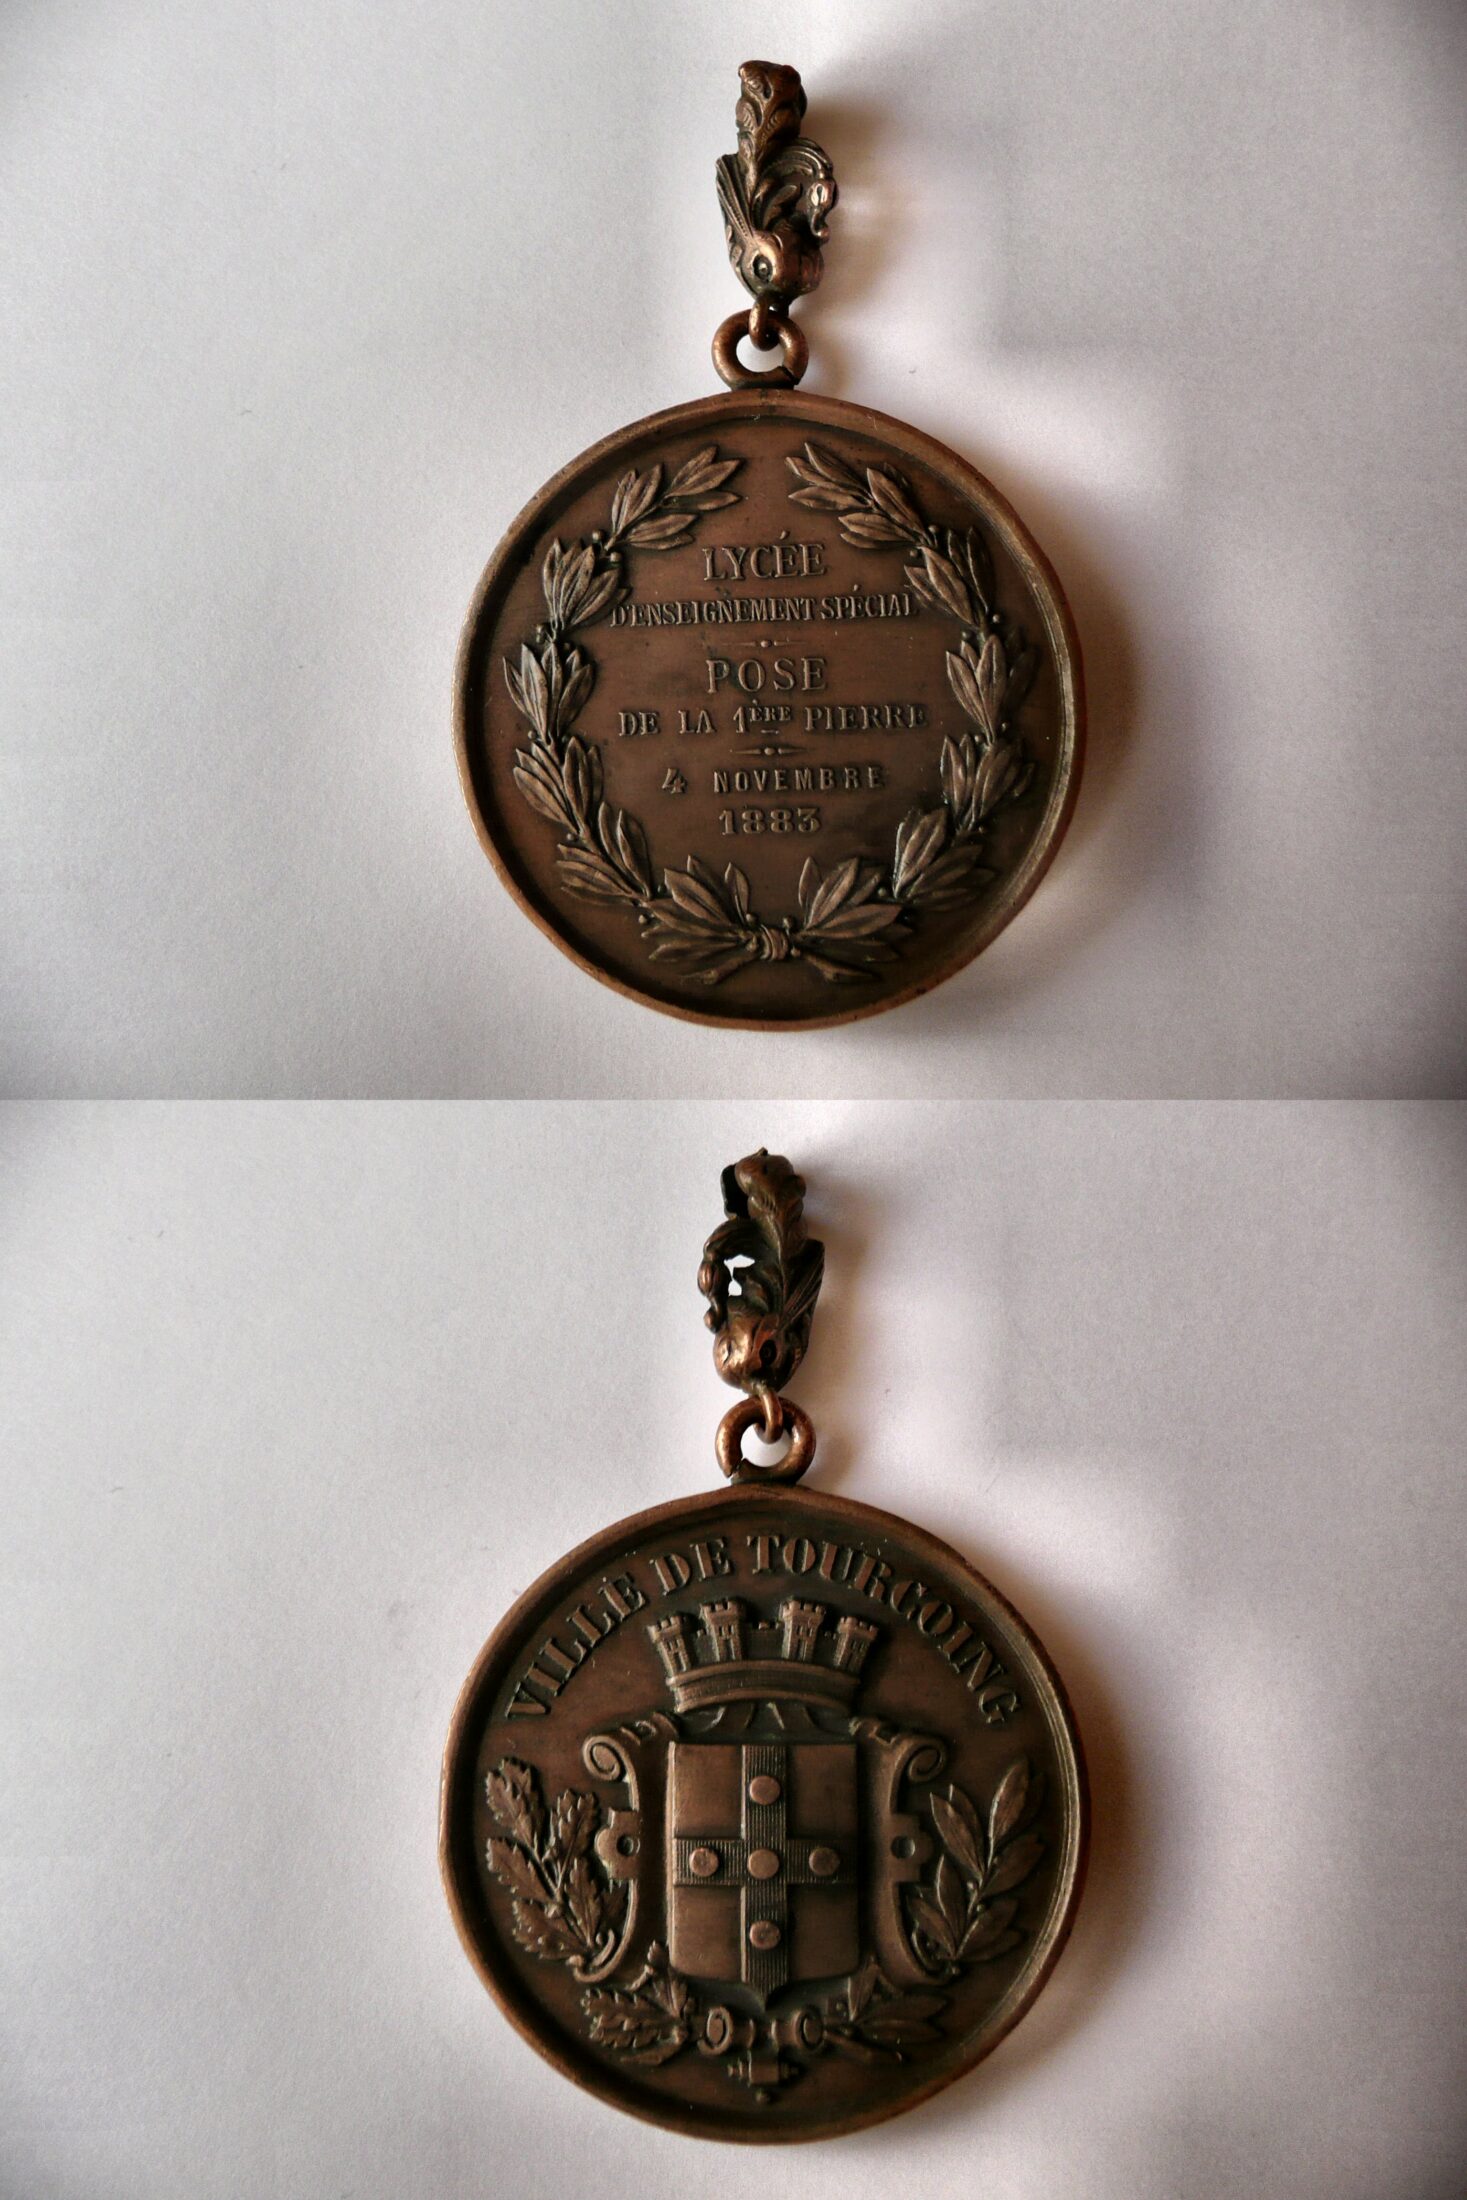 LYCÉE
D'ENSEIGNEMENT SPÉCIAL
POSE
DE LA 1ÈRE PIERRE
4 NOVEMBRE
1883
VILLE DE TOURCOING